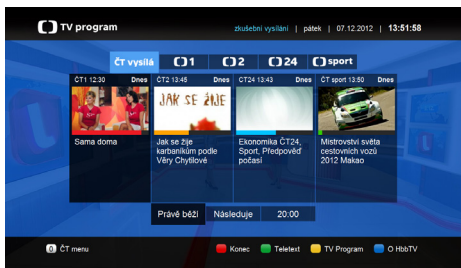 TV program
zkušební vysílání | pátek | 07.12.2012 | 13:51:58
ČT vysílá 1 2 24 sport
ČT1 12:30 Dnes
ČT2 13:45 Dnes
ČT24 13:43 Dnes
ČT sport 13:50 Dnes
JAK SE ŽIJE
Sama doma
Jak se žije
karbanikům podle
Věry Chytilové
Ekonomika ČT24,
Sport, Předpověď
počasí
Mistrovství světa
cestovních vozů
2012 Makao
Právě běží Následuje 20:00
0 ČT menu
Konec Teletext TV Program O HbbTV